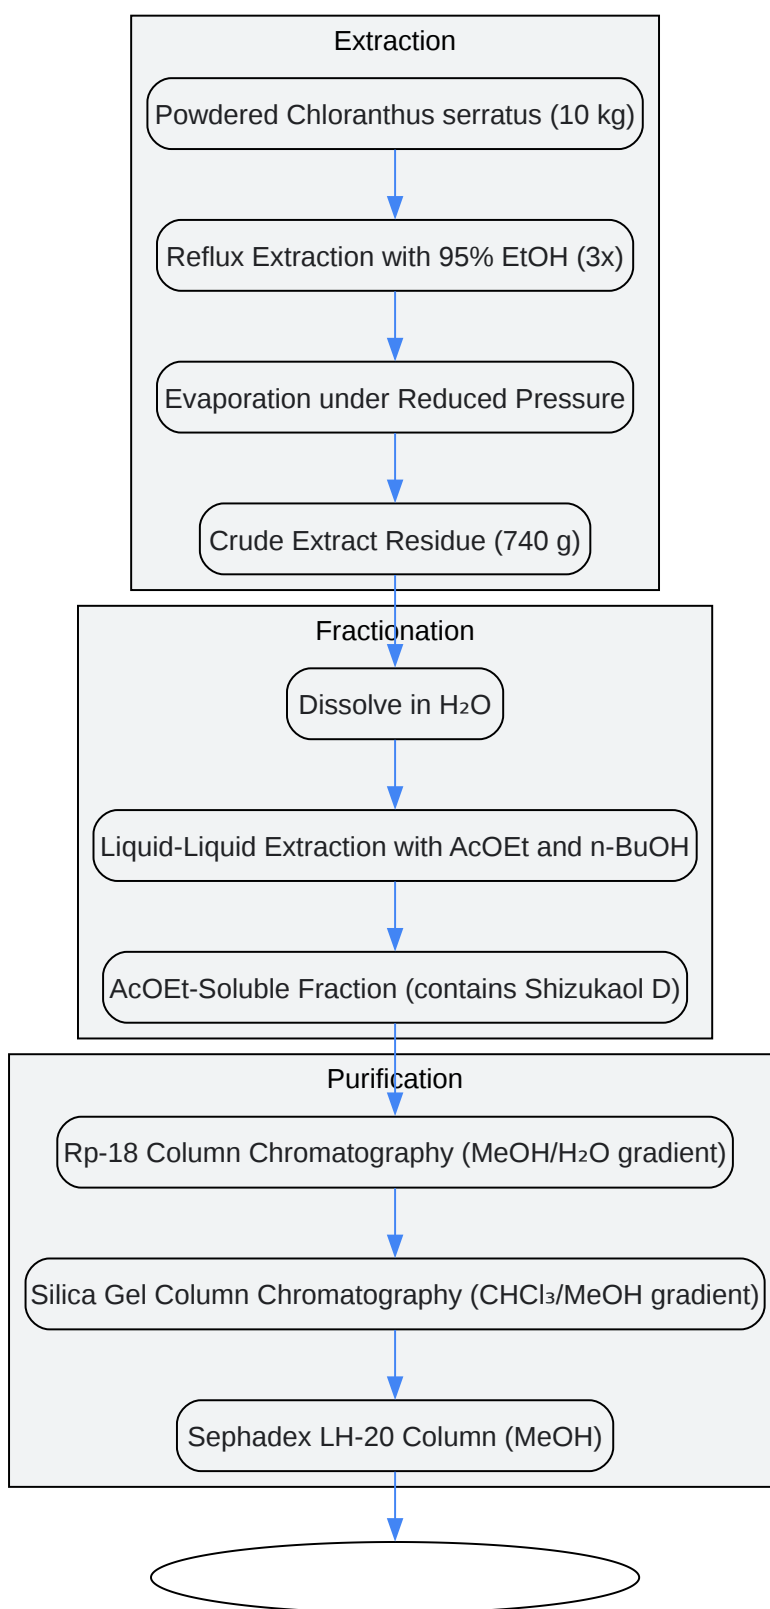 Extraction
Powdered Chloranthus serratus (10 kg)
Reflux Extraction with 95% EtOH (3x)
Evaporation under Reduced Pressure
Crude Extract Residue (740 g)
Fractionation
Dissolve in H₂O
Liquid-Liquid Extraction with AcOEt and n-BuOH
AcOEt-Soluble Fraction (contains Shizukaol D)
Purification
Rp-18 Column Chromatography (MeOH/H₂O gradient)
Silica Gel Column Chromatography (CHCl₃/MeOH gradient)
Sephadex LH-20 Column (MeOH)